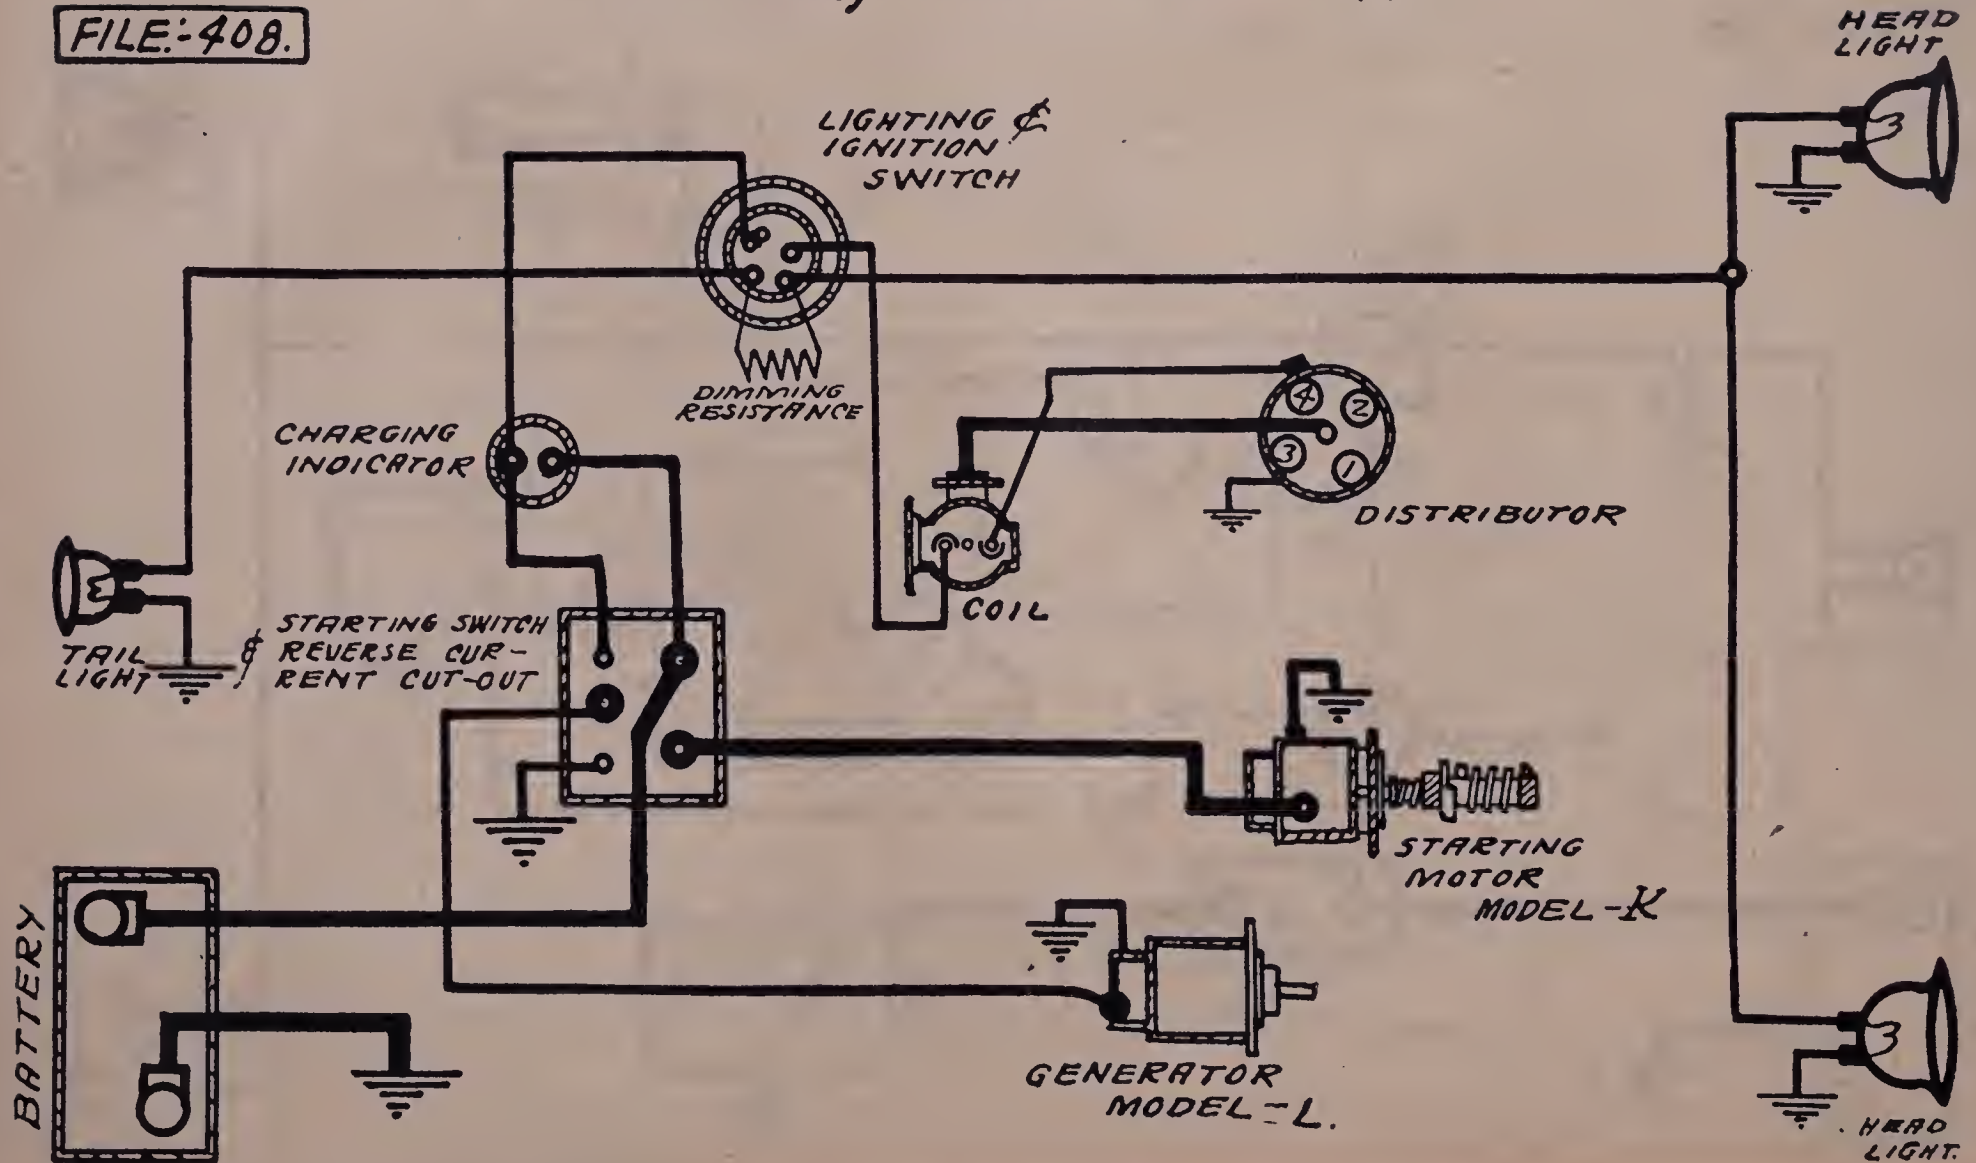 FILE:-408.
HEAD
LIGHT
LIGHTING &
IGNITION
SWITCH
DIMMING
RESISTANCE
CHARGING
INDICATOR
4
2
3
1
DISTRIBUTOR
COIL
TAIL
LIGHT
STARTING SWITCH
& REVERSE CUR-
RENT CUT-OUT
STARTING
MOTOR
MODEL-K
BATTERY
GENERATOR
MODEL-L.
HEAD
LIGHT.